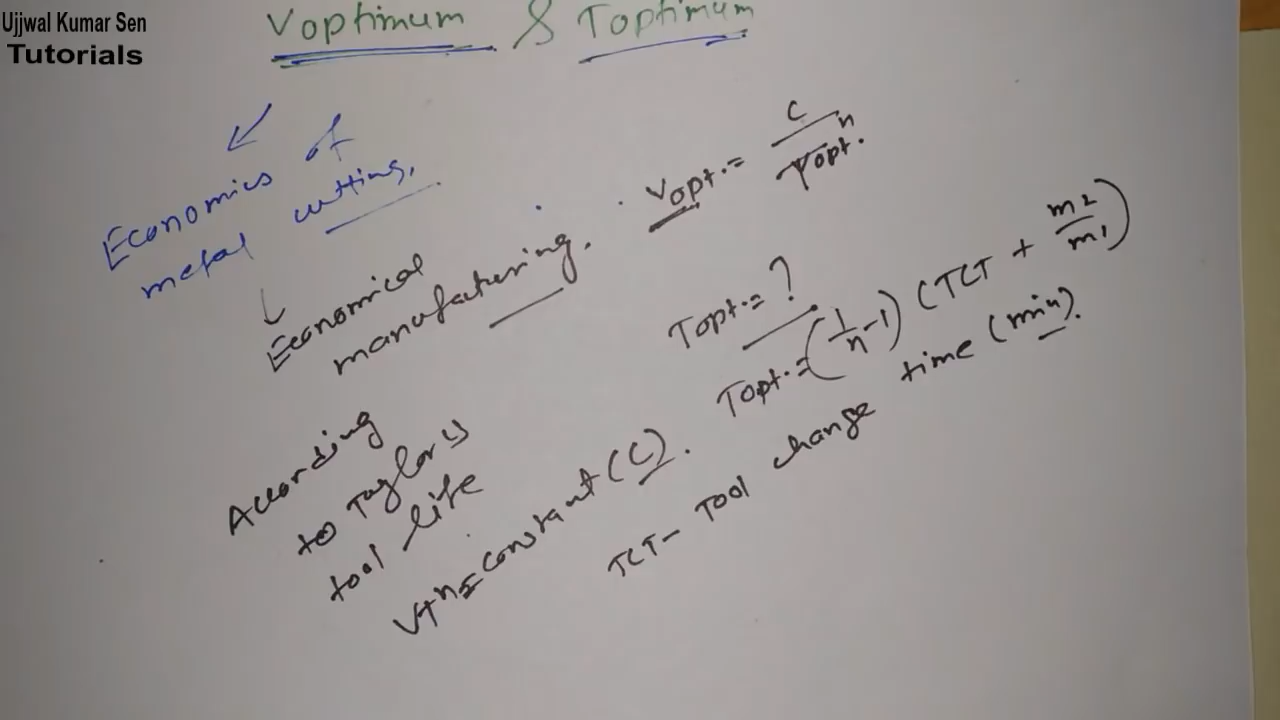 Ujjwal Kumar Sen
Tutorials
Voptimum & Toptimum
Economics of
metal cutting.
Economical
manufacturing.
According
to Taylor's
tool life
VTⁿ = constant (C).
Vopt. = C / Topt.ⁿ
Topt. = ?
Topt. = (1/n - 1) (TCT + m2/m1)
TCT - Tool change time (min).